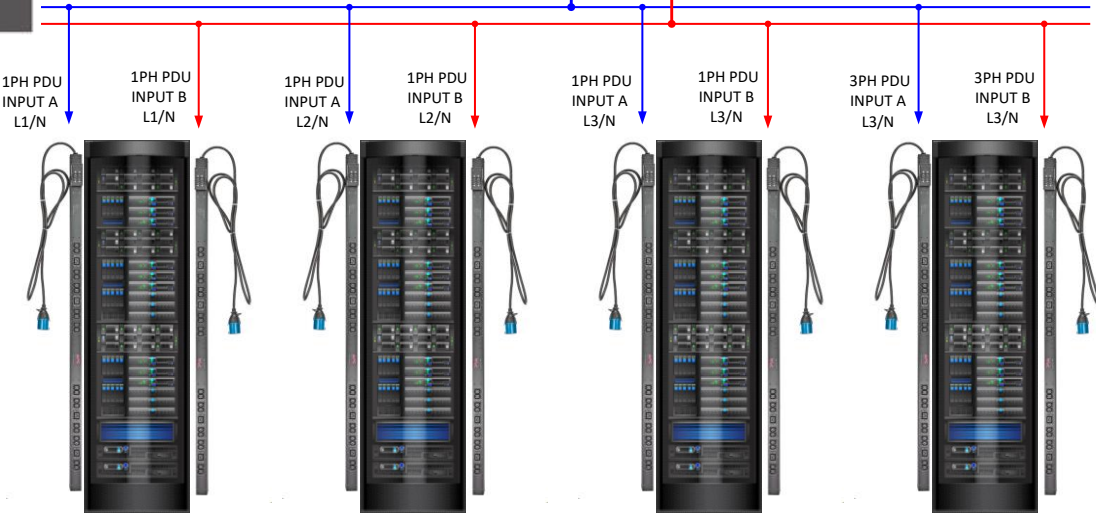 1PH PDU
INPUT A
L1/N
1PH PDU
INPUT B
L1/N
1PH PDU
INPUT A
L2/N
1PH PDU
INPUT B
L2/N
1PH PDU
INPUT A
L3/N
1PH PDU
INPUT B
L3/N
3PH PDU
INPUT A
L3/N
3PH PDU
INPUT B
L3/N